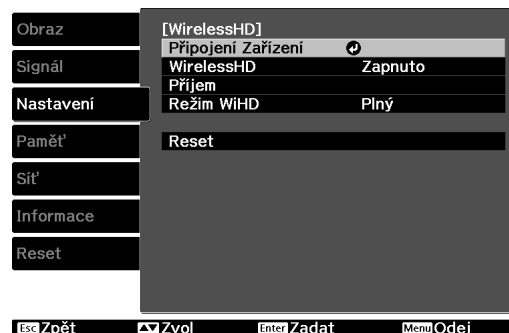 Obraz
Signál
Nastavení
Paměť
Síť
Informace
Reset
[WirelessHD]
Připojení Zařízení
WirelessHD Zapnuto
Příjem
Režim WiHD Plný
Reset
Esc Zpět Zvol Enter Zadat Menu Odej